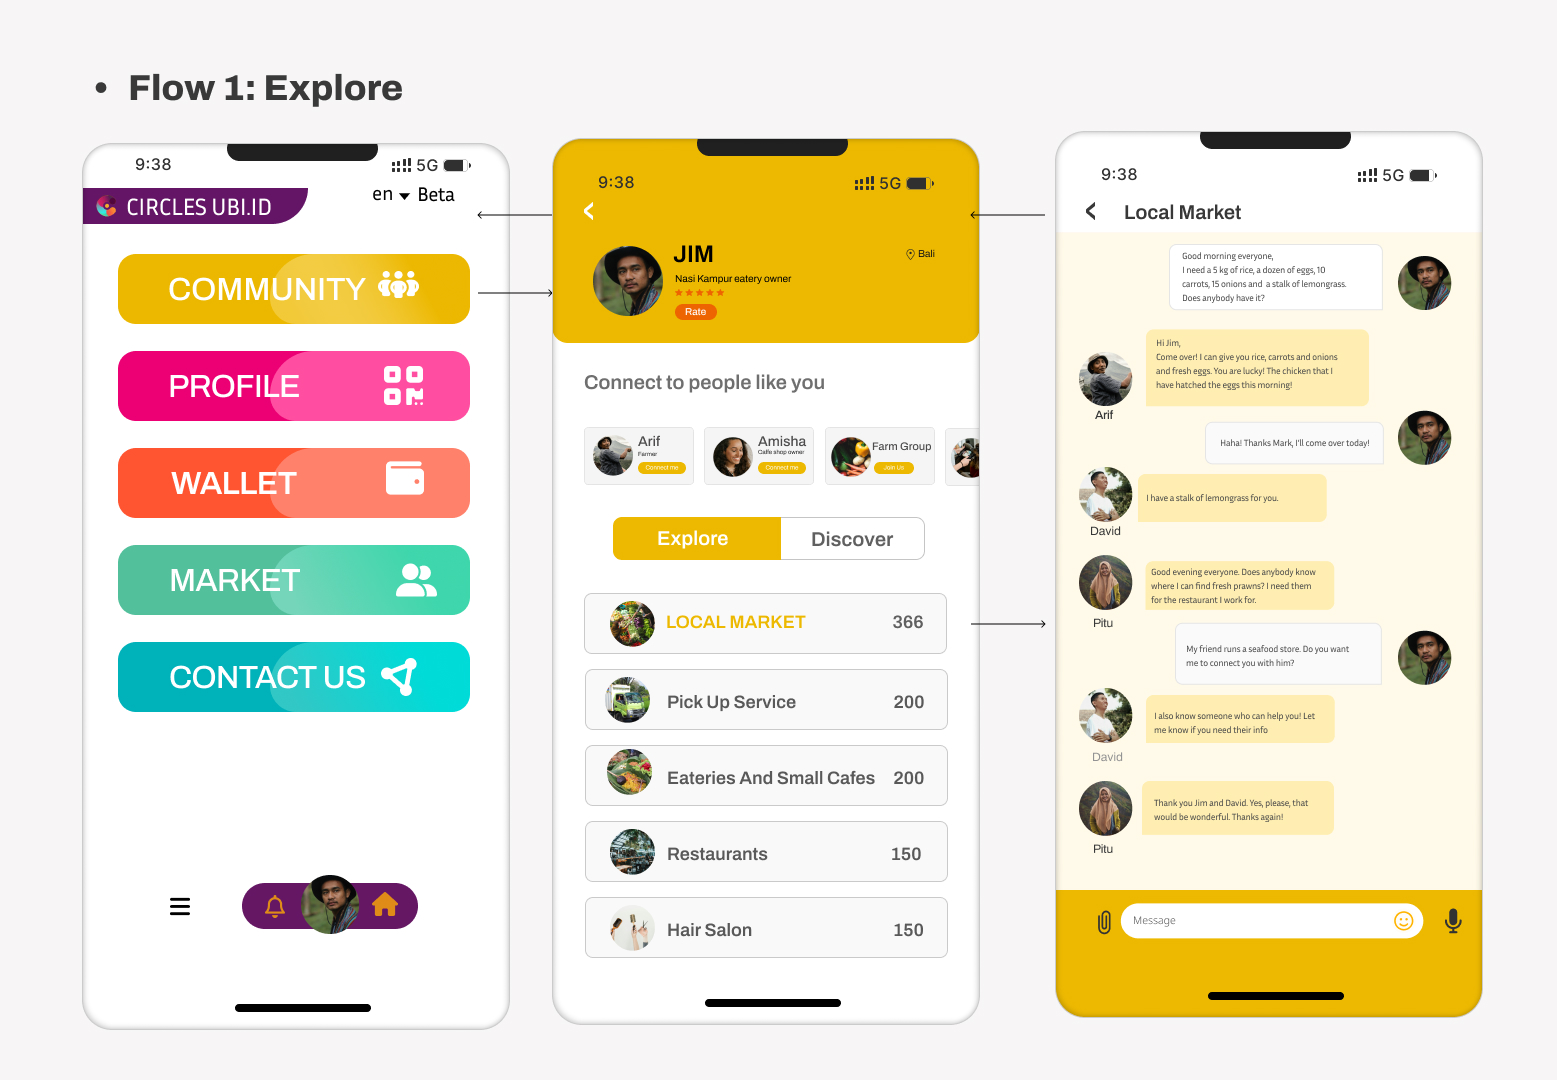 • Flow 1: Explore
9:38
5G
CIRCLES UBI.ID
en
Beta
COMMUNITY
PROFILE
WALLET
MARKET
CONTACT US
9:38
5G
JIM
Bali
Nasi Kampur eatery owner
Rate
Connect to people like you
Arif
Farmer
Connect me
Amisha
Caffe shop owner
Connect me
Farm Group
Join Us
Explore
Discover
LOCAL MARKET
366
Pick Up Service
200
Eateries And Small Cafes
200
Restaurants
150
Hair Salon
150
9:38
5G
Local Market
Good morning everyone,
I need a 5 kg of rice, a dozen of eggs, 10
carrots, 15 onions and a stalk of lemongrass.
Does anybody have it?
Hi Jim,
Come over! I can give you rice, carrots and onions
and fresh eggs. You are lucky! The chicken that I
have hatched the eggs this morning!
Arif
Haha! Thanks Mark, I'll come over today!
I have a stalk of lemongrass for you.
David
Good evening everyone. Does anybody know
where I can find fresh prawns? I need them
for the restaurant I work for.
Pitu
My friend runs a seafood store. Do you want
me to connect you with him?
I also know someone who can help you! Let
me know if you need their info
David
Thank you Jim and David. Yes, please, that
would be wonderful. Thanks again!
Pitu
Message